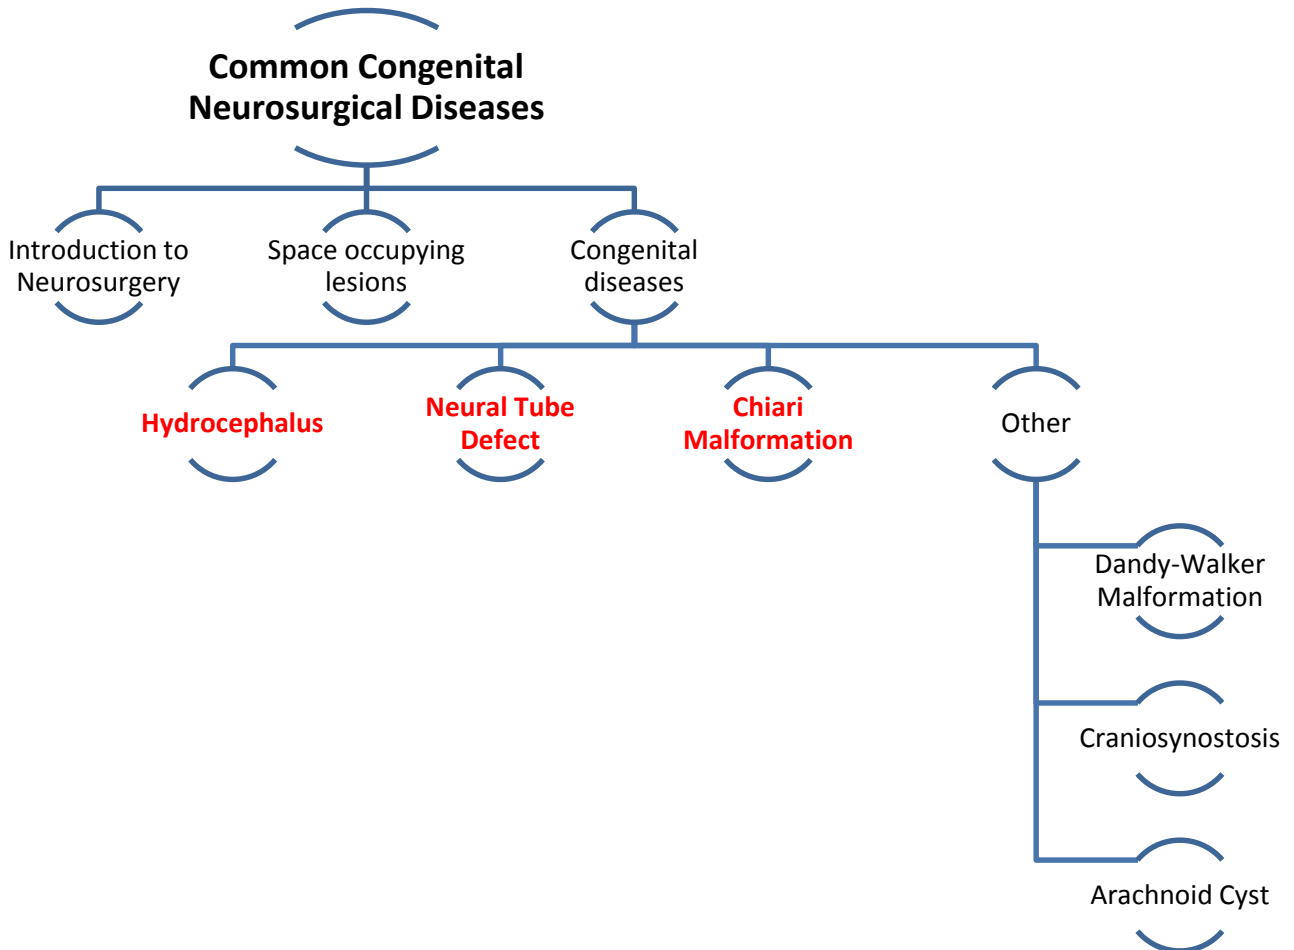 Common Congenital
Neurosurgical Diseases
Introduction to
Neurosurgery
Space occupying
lesions
Congenital
diseases
Hydrocephalus
Neural Tube
Defect
Chiari
Malformation
Other
Dandy-Walker
Malformation
Craniosynostosis
Arachnoid Cyst